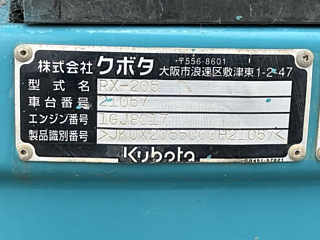 株式会社クボタ
〒556-8601
大阪市浪速区敷津東1-2-47
型式名 RX-205
車台番号 21067
エンジン番号 1GJ8017
製品識別番号 >JKUX2055C00H21067<
Kubota